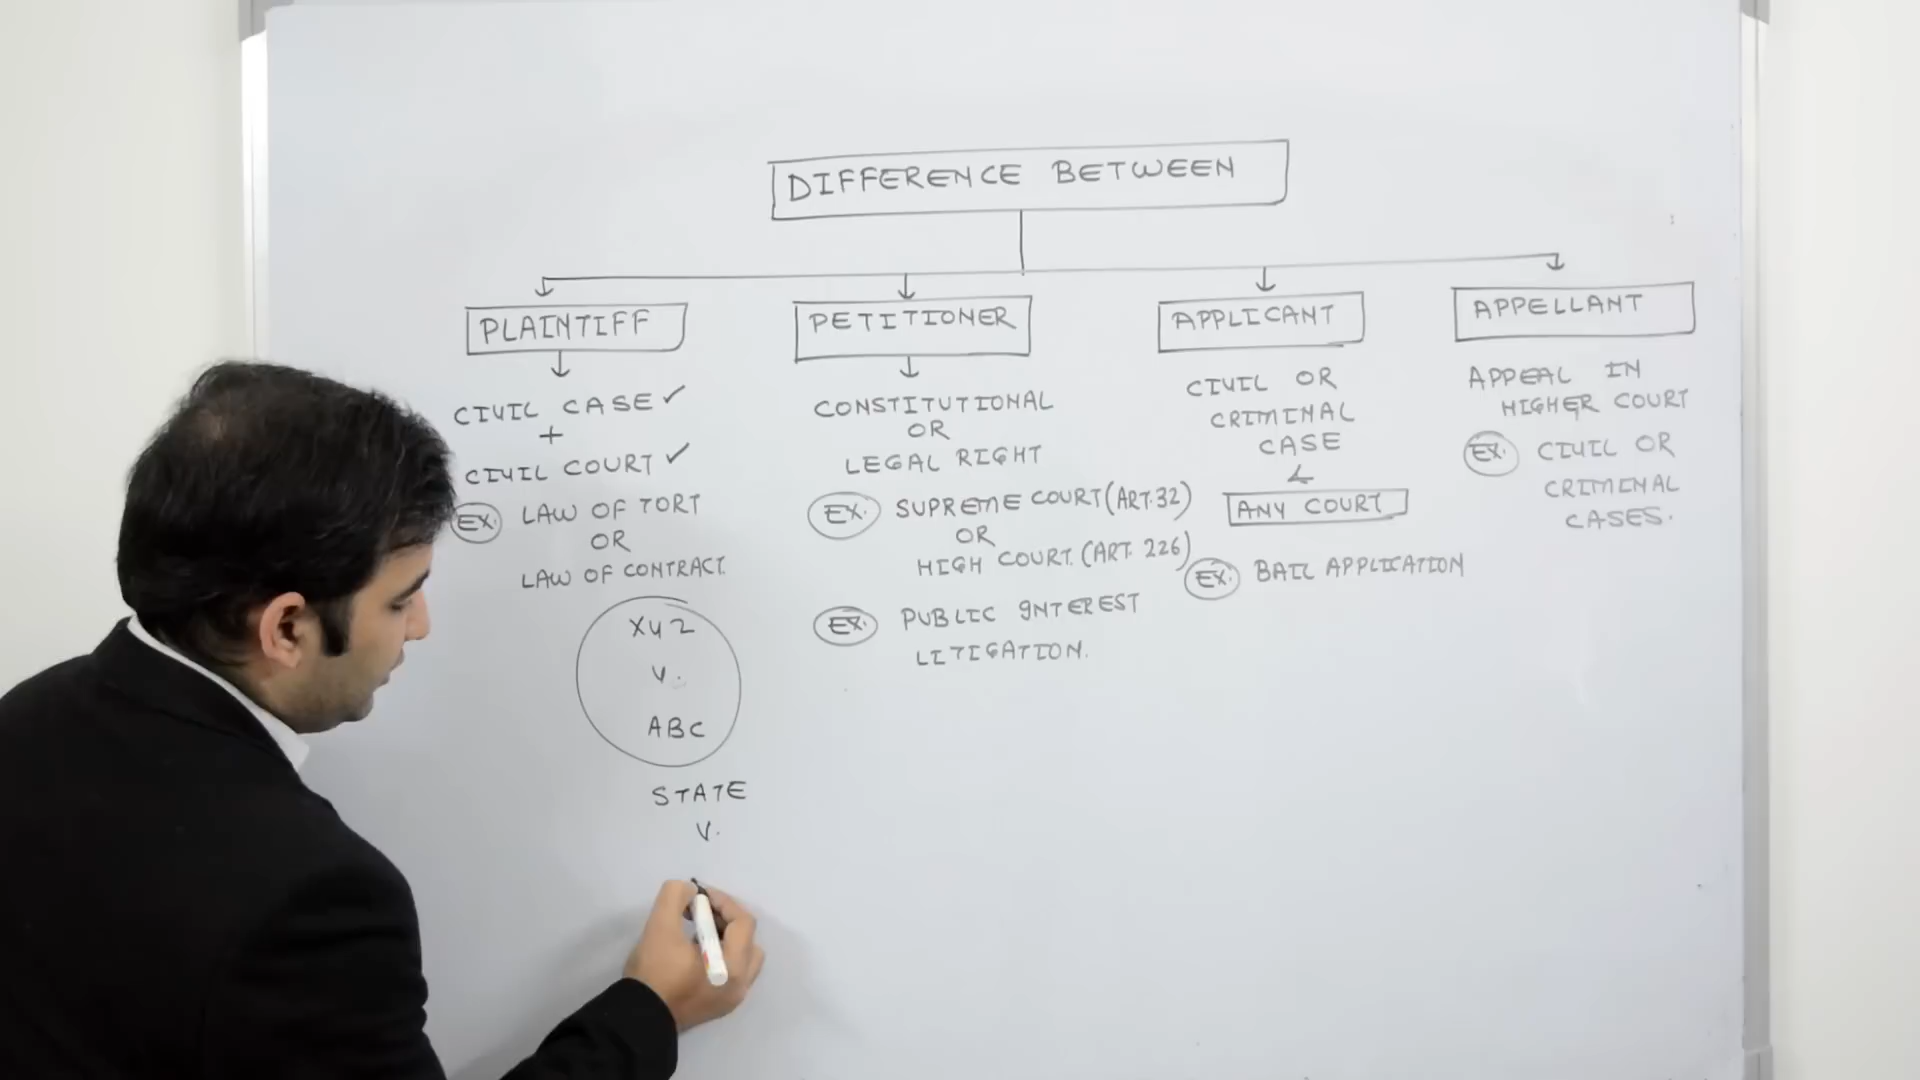 DIFFERENCE BETWEEN
PLAINTIFF
CIVIL CASE ✓
+
CIVIL COURT ✓
EX. LAW OF TORT
OR
LAW OF CONTRACT.
XYZ
V.
ABC
STATE
V.
PETITIONER
CONSTITUTIONAL
OR
LEGAL RIGHT
EX. SUPREME COURT (ART. 32)
OR
HIGH COURT. (ART. 226)
EX. PUBLIC INTEREST
LITIGATION.
APPLICANT
CIVIL OR
CRIMINAL
CASE
ANY COURT
EX. BAIL APPLICATION
APPELLANT
APPEAL IN
HIGHER COURT
EX. CIVIL OR
CRIMINAL
CASES.